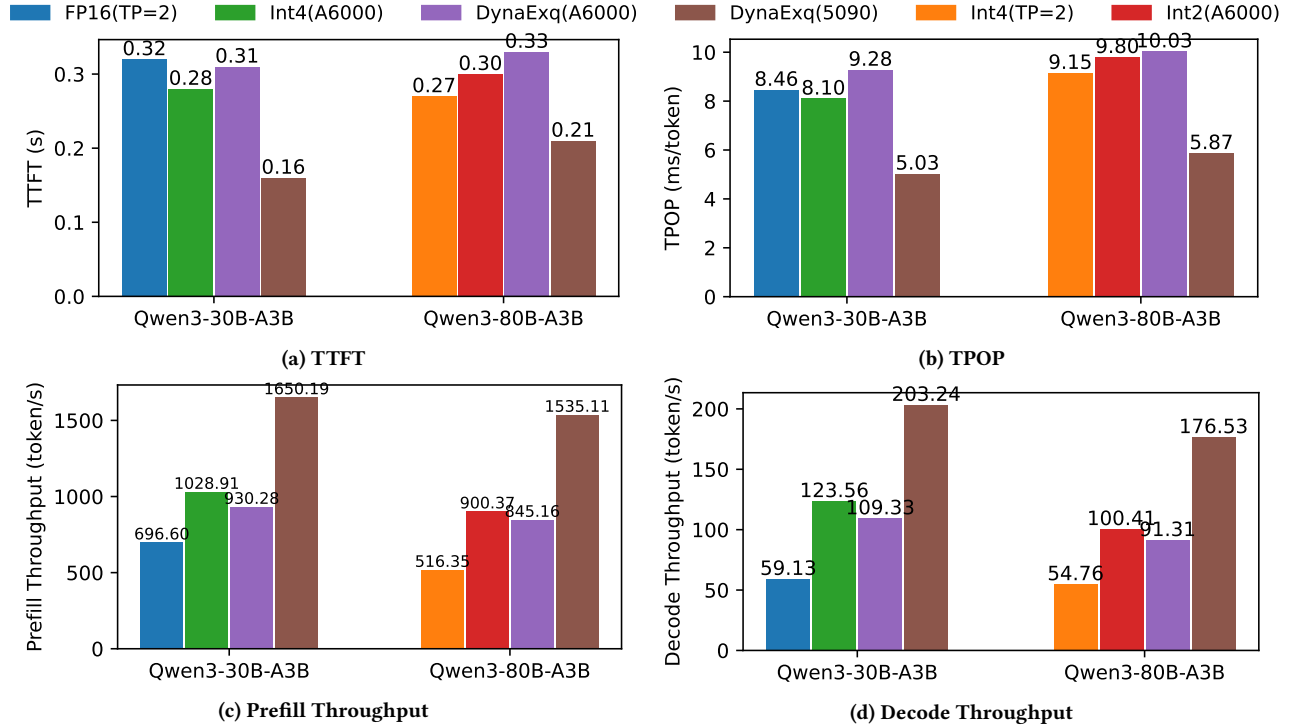 FP16(TP=2) Int4(A6000) DynaExq(A6000) DynaExq(5090) Int4(TP=2) Int2(A6000)
TTFT (s)
0.3
0.2
0.1
0.0
0.32 0.28 0.31 0.16 0.27 0.30 0.33 0.21
Qwen3-30B-A3B Qwen3-80B-A3B
(a) TTFT
TPOP (ms/token)
10
8
6
4
2
0
8.46 8.10 9.28 5.03 9.15 9.80 10.03 5.87
Qwen3-30B-A3B Qwen3-80B-A3B
(b) TPOP
Prefill Throughput (token/s)
1500
1000
500
0
696.60 1028.91 930.28 1650.19 516.35 900.37 845.16 1535.11
Qwen3-30B-A3B Qwen3-80B-A3B
(c) Prefill Throughput
Decode Throughput (token/s)
200
150
100
50
0
59.13 123.56 109.33 203.24 54.76 100.41 91.31 176.53
Qwen3-30B-A3B Qwen3-80B-A3B
(d) Decode Throughput